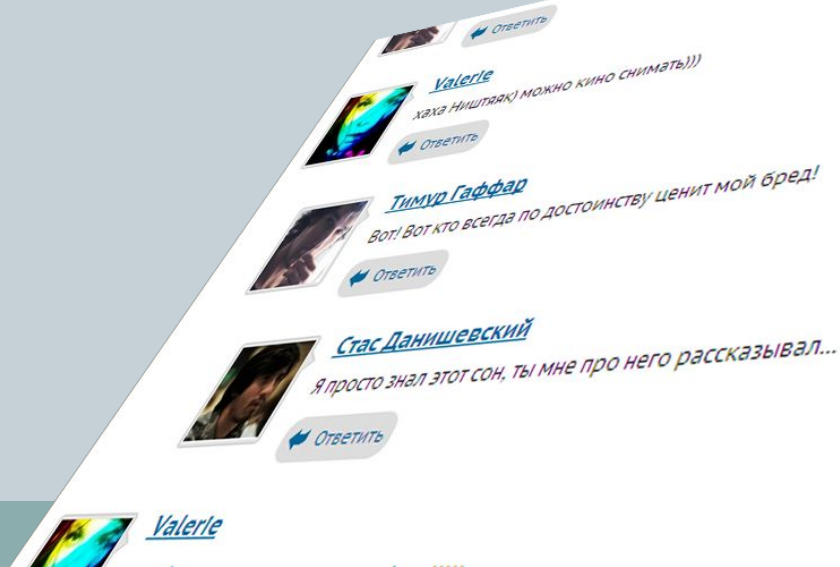 Ответить
Valerie
хаха Ништяяк) можно кино снимать)))
Ответить
Тимур Гаффар
Вот! Вот кто всегда по достоинству ценит мой бред!
Ответить
Стас Данишевский
Я просто знал этот сон, ты мне про него рассказывал...
Ответить
Valerie